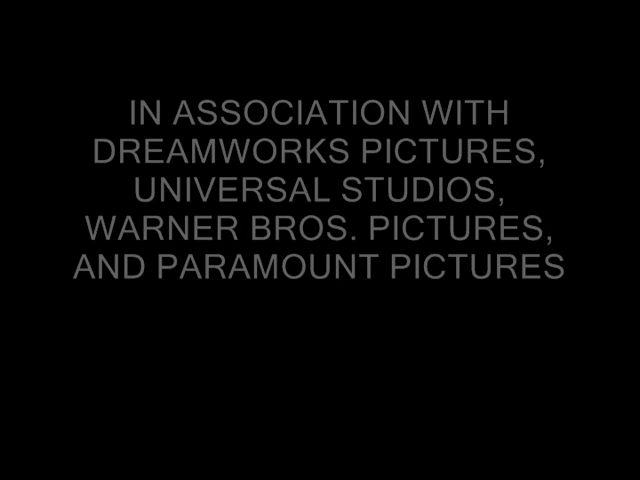 IN ASSOCIATION WITH
DREAMWORKS PICTURES,
UNIVERSAL STUDIOS,
WARNER BROS. PICTURES,
AND PARAMOUNT PICTURES